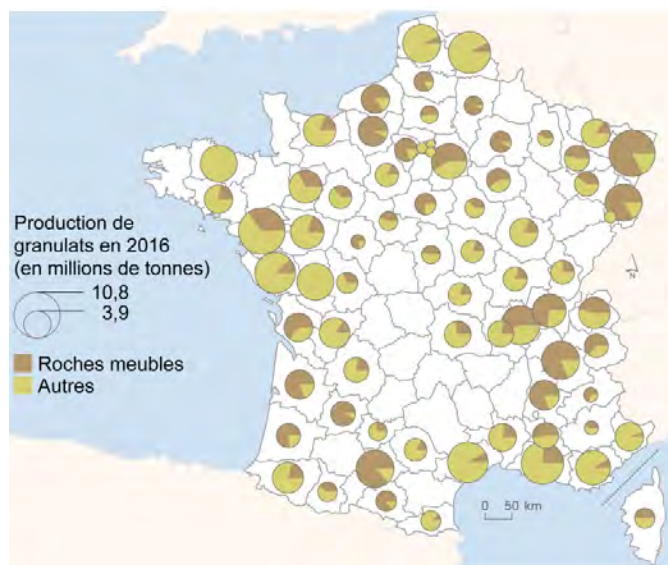 Production de
granulats en 2016
(en millions de tonnes)
10,8
3,9
Roches meubles
Autres
N
0 50 km